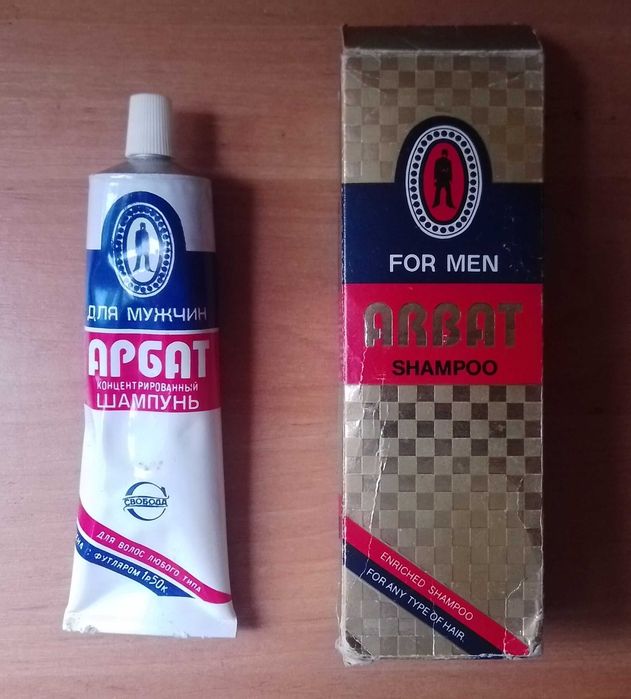 ДЛЯ МУЖЧИН
АРБАТ
КОНЦЕНТРИРОВАННЫЙ
ШАМПУНЬ
СВОБОДА
ДЛЯ ВОЛОС ЛЮБОГО ТИПА
С ФУТЛЯРОМ 1р50к.
FOR MEN
ARBAT
SHAMPOO
ENRICHED SHAMPOO
FOR ANY TYPE OF HAIR.